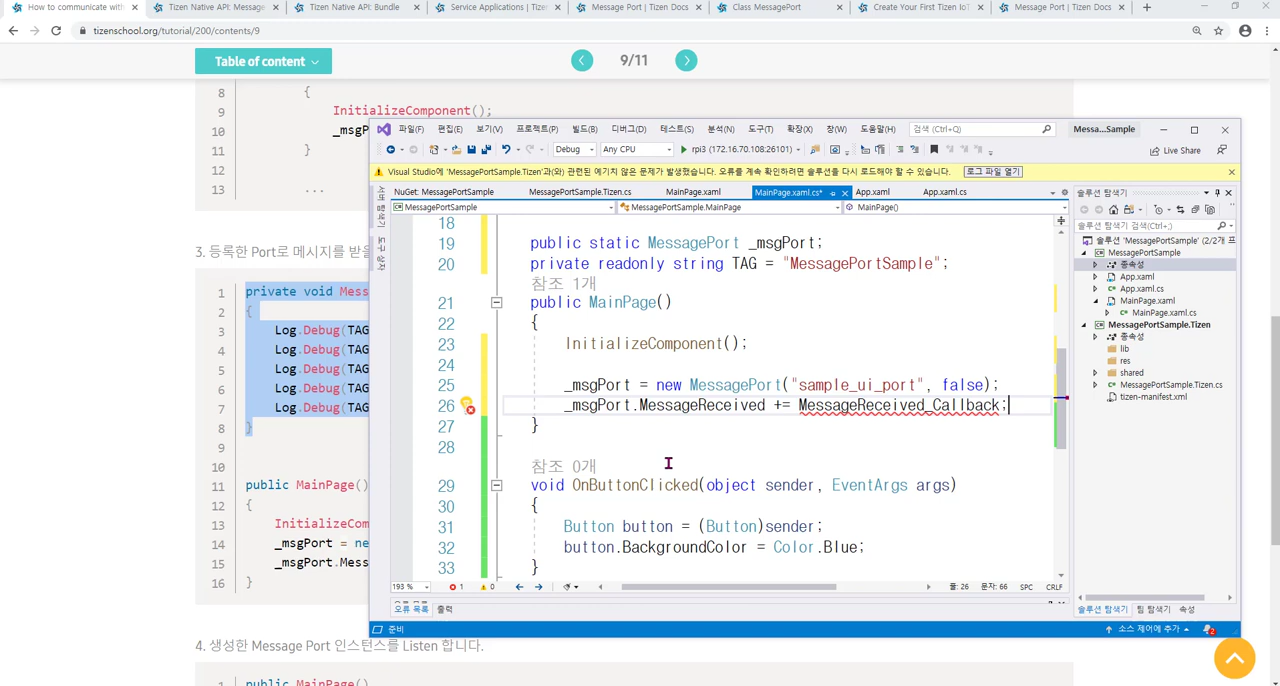 How to communicate with
Tizen Native API: Message
Tizen Native API: Bundle
Service Applications | Tizen
Message Port | Tizen Docs
Class MessagePort
Create Your First Tizen IoT
Message Port | Tizen Docs
tizenschool.org/tutorial/200/contents/9
Table of content
9/11
8 {
9 InitializeComponent();
10 _msgP
11 }
12
13 ...
3. 등록한 Port로 메시지를 받을
1 private void Mess
2 {
3 Log.Debug(TAG
4 Log.Debug(TAG
5 Log.Debug(TAG
6 Log.Debug(TAG
7 Log.Debug(TAG
8 }
9
10
11 public MainPage()
12 {
13 InitializeCom
14 _msgPort = ne
15 _msgPort.Mess
16 }
4. 생성한 Message Port 인스턴스를 Listen 합니다.
1 public MainPage()
파일(F) 편집(E) 보기(V) 프로젝트(P) 빌드(B) 디버그(D) 테스트(S) 분석(N) 도구(T) 확장(X) 창(W) 도움말(H) 검색 (Ctrl+Q) Messa...Sample
Debug Any CPU rpi3 (172.16.70.108:26101) Live Share
Visual Studio에 'MessagePortSample.Tizen'과(와) 관련된 예기치 않은 문제가 발생했습니다. 오류를 계속 확인하려면 솔루션을 다시 로드해야 할 수 있습니다. 로그 파일 열기
서버 탐색기
도구 상자
NuGet: MessagePortSample MessagePortSample.Tizen.cs MainPage.xaml MainPage.xaml.cs* App.xaml App.xaml.cs
MessagePortSample MessagePortSample.MainPage MainPage()
18
19 public static MessagePort _msgPort;
20 private readonly string TAG = "MessagePortSample";
참조 1개
21 public MainPage()
22 {
23 InitializeComponent();
24
25 _msgPort = new MessagePort("sample_ui_port", false);
26 _msgPort.MessageReceived += MessageReceived_Callback;
27 }
28
참조 0개
29 void OnButtonClicked(object sender, EventArgs args)
30 {
31 Button button = (Button)sender;
32 button.BackgroundColor = Color.Blue;
33 }
193 % 1 0 줄: 26 문자: 66 SPC CRLF
오류 목록 출력
준비 소스 제어에 추가 2
솔루션 탐색기
솔루션 탐색기 검색(Ctrl+;)
솔루션 'MessagePortSample' (2/2개 프
MessagePortSample
종속성
App.xaml
App.xaml.cs
MainPage.xaml
MainPage.xaml.cs
MessagePortSample.Tizen
종속성
lib
res
shared
MessagePortSample.Tizen.cs
tizen-manifest.xml
솔루션 탐색기 팀 탐색기 속성